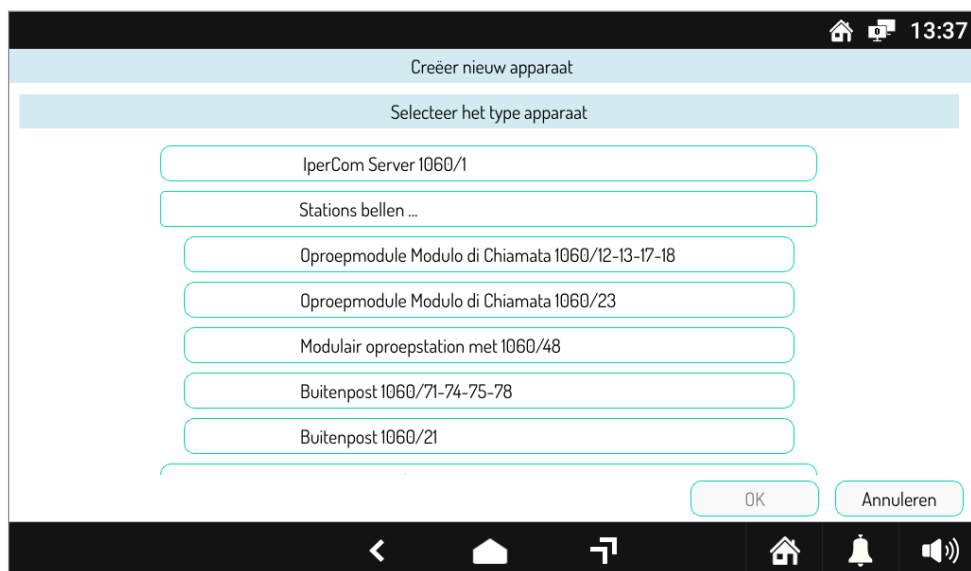 13:37
Creëer nieuw apparaat
Selecteer het type apparaat
IperCom Server 1060/1
Stations bellen ...
Oproepmodule Modulo di Chiamata 1060/12-13-17-18
Oproepmodule Modulo di Chiamata 1060/23
Modulair oproepstation met 1060/48
Buitenpost 1060/71-74-75-78
Buitenpost 1060/21
OK
Annuleren